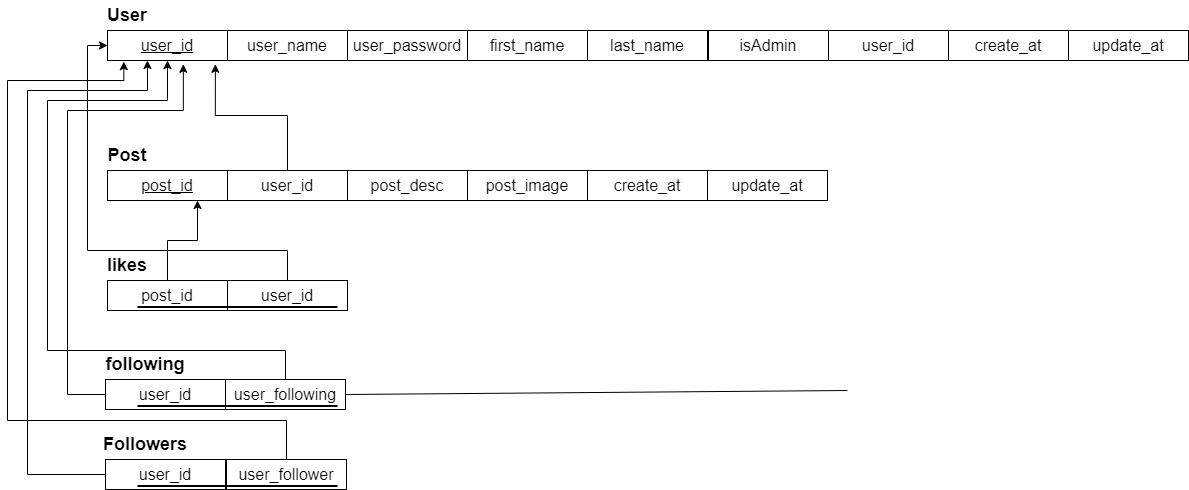 User
user_id user_name user_password first_name last_name isAdmin user_id create_at update_at
Post
post_id user_id post_desc post_image create_at update_at
likes
post_id user_id
following
user_id user_following
Followers
user_id user_follower